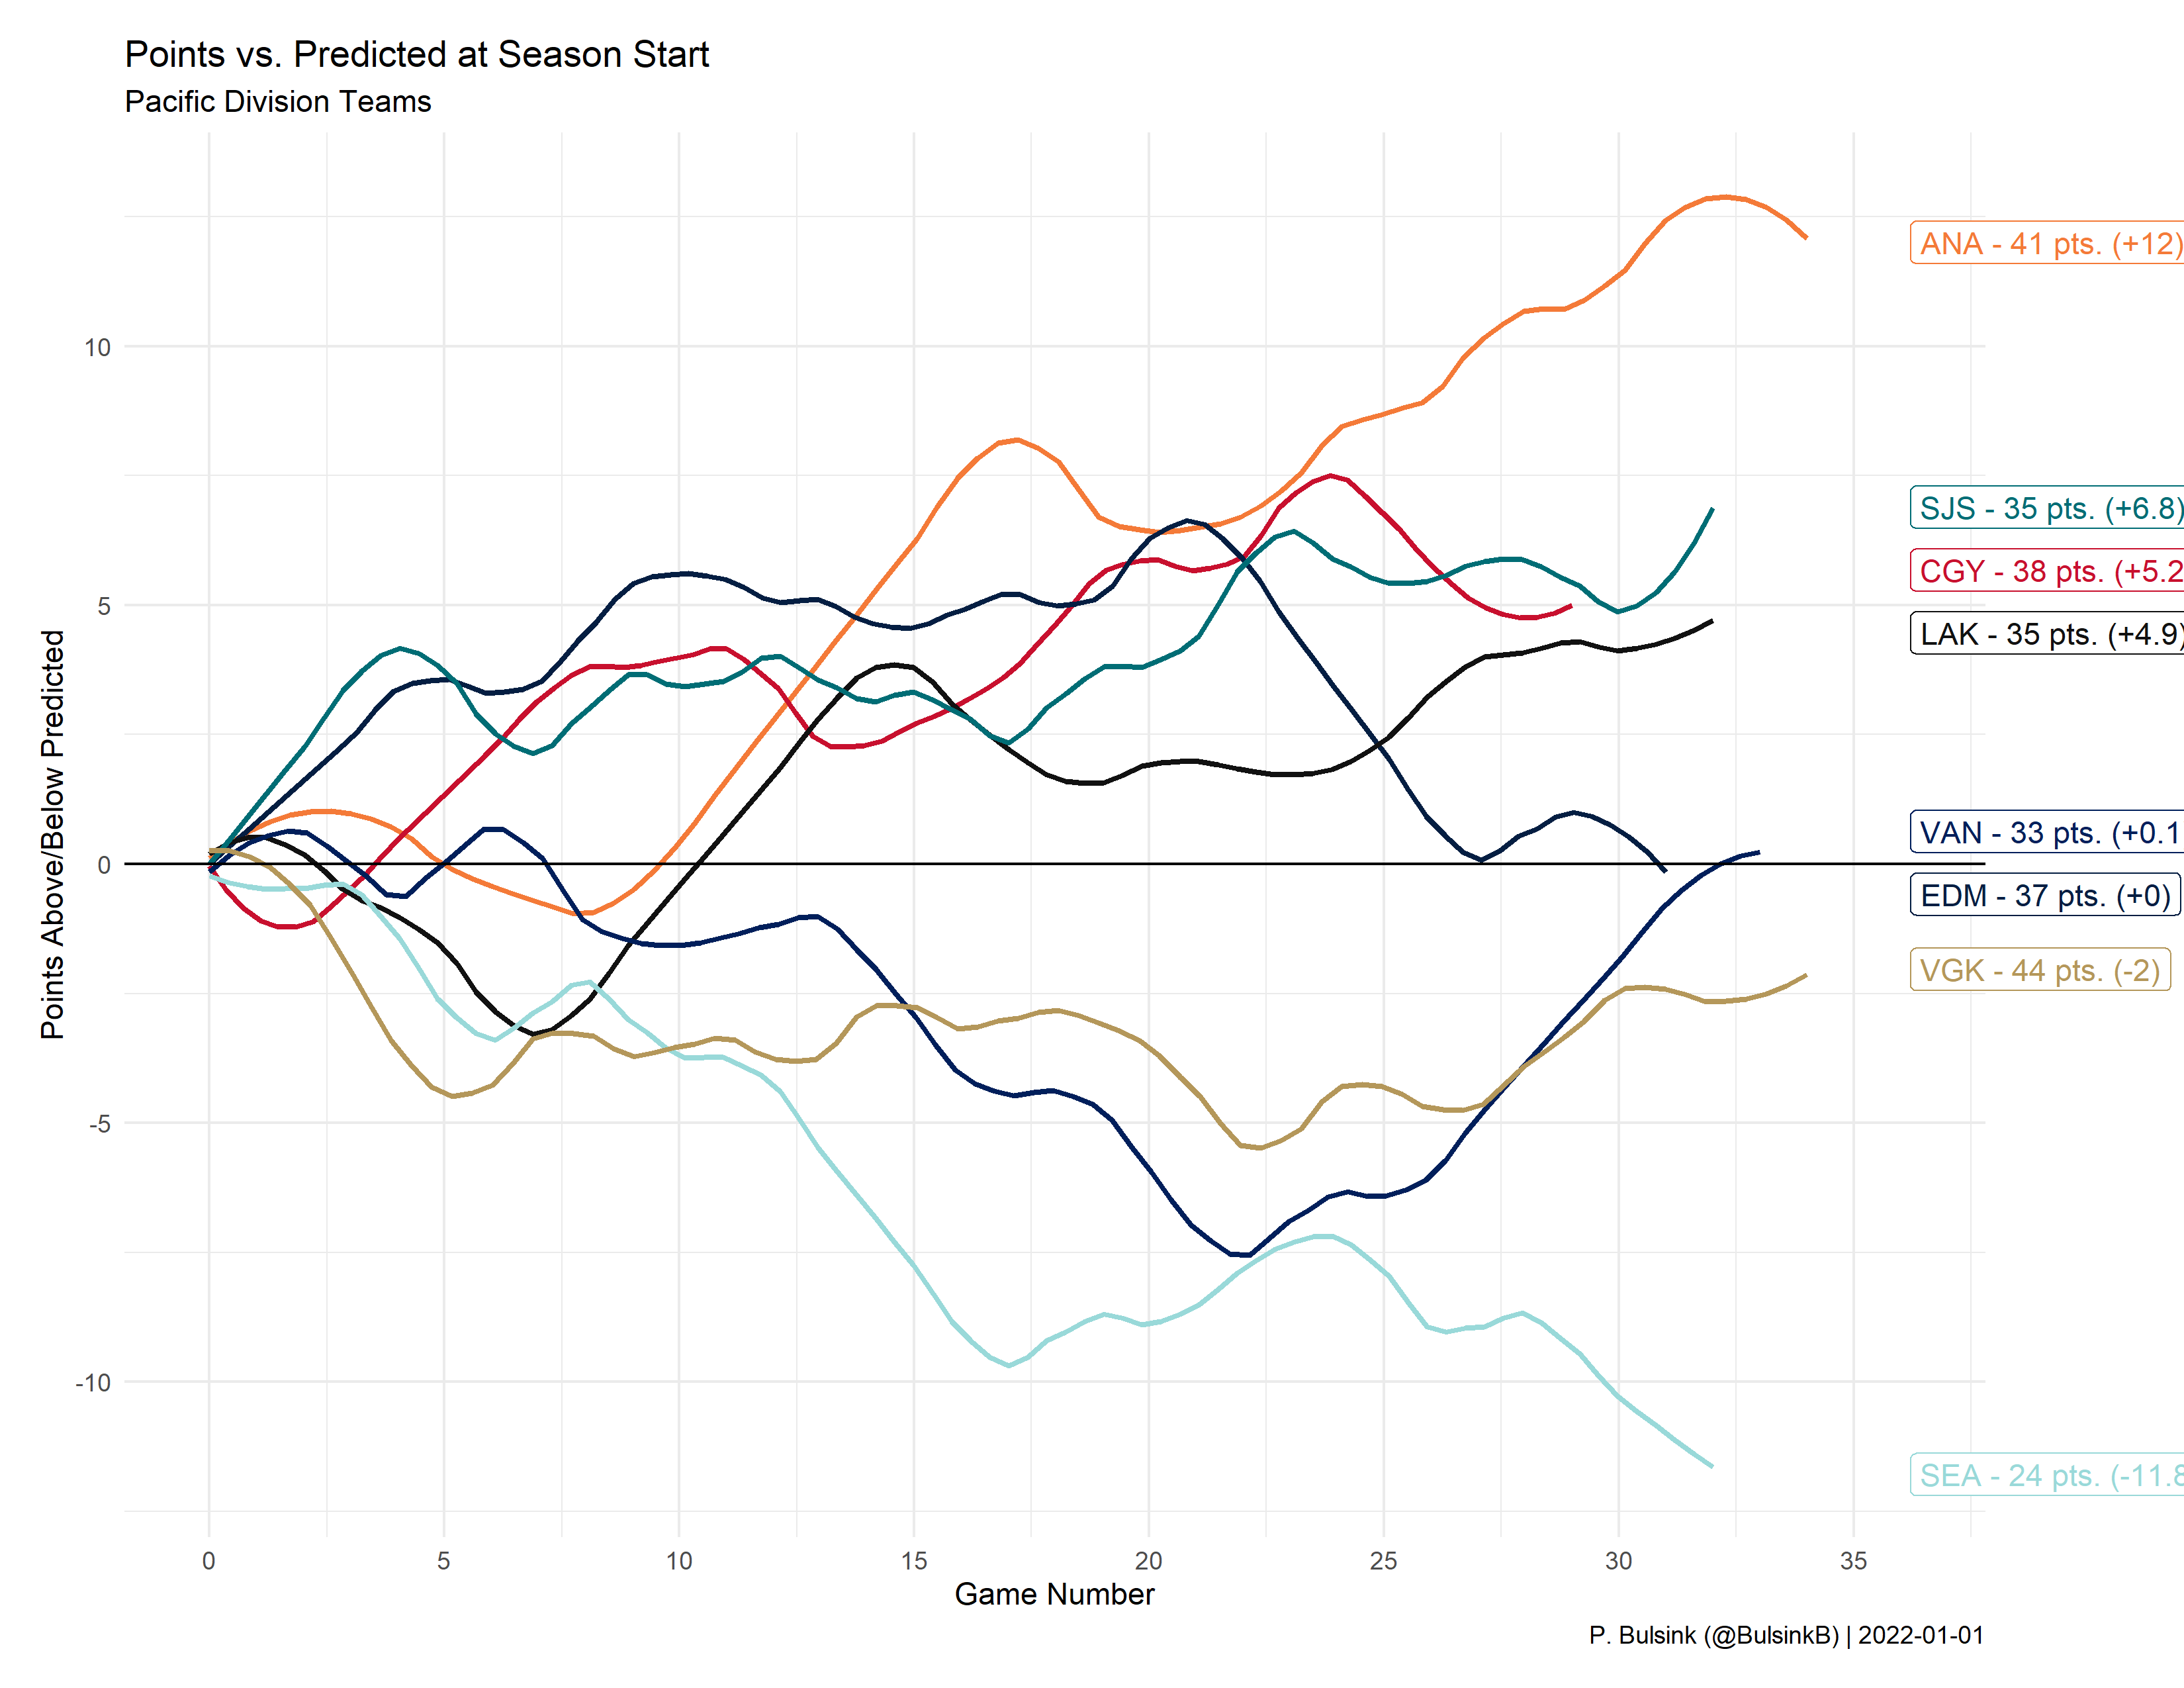 Points vs. Predicted at Season Start
Pacific Division Teams
Points Above/Below Predicted
10
5
0
-5
-10
ANA - 41 pts. (+12)
SJS - 35 pts. (+6.8)
CGY - 38 pts. (+5.2
LAK - 35 pts. (+4.9)
VAN - 33 pts. (+0.1
EDM - 37 pts. (+0)
VGK - 44 pts. (-2)
SEA - 24 pts. (-11.8
0 5 10 15 20 25 30 35
Game Number
P. Bulsink (@BulsinkB) | 2022-01-01